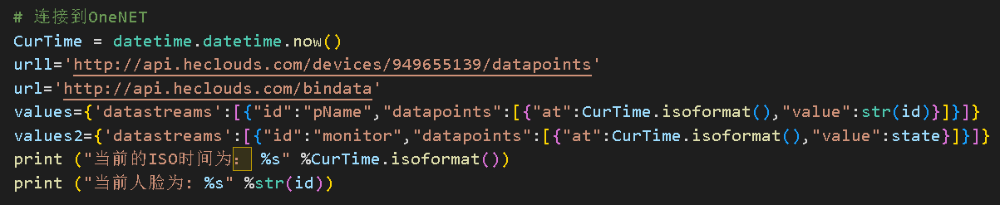 # 连接到OneNET
CurTime = datetime.datetime.now()
urll='http://api.heclouds.com/devices/949655139/datapoints'
url='http://api.heclouds.com/bindata'
values={'datastreams':[{"id":"pName","datapoints":[{"at":CurTime.isoformat(),"value":str(id)}]}]}
values2={'datastreams':[{"id":"monitor","datapoints":[{"at":CurTime.isoformat(),"value":state}]}]}
print ("当前的ISO时间为： %s" %CurTime.isoformat())
print ("当前人脸为: %s" %str(id))